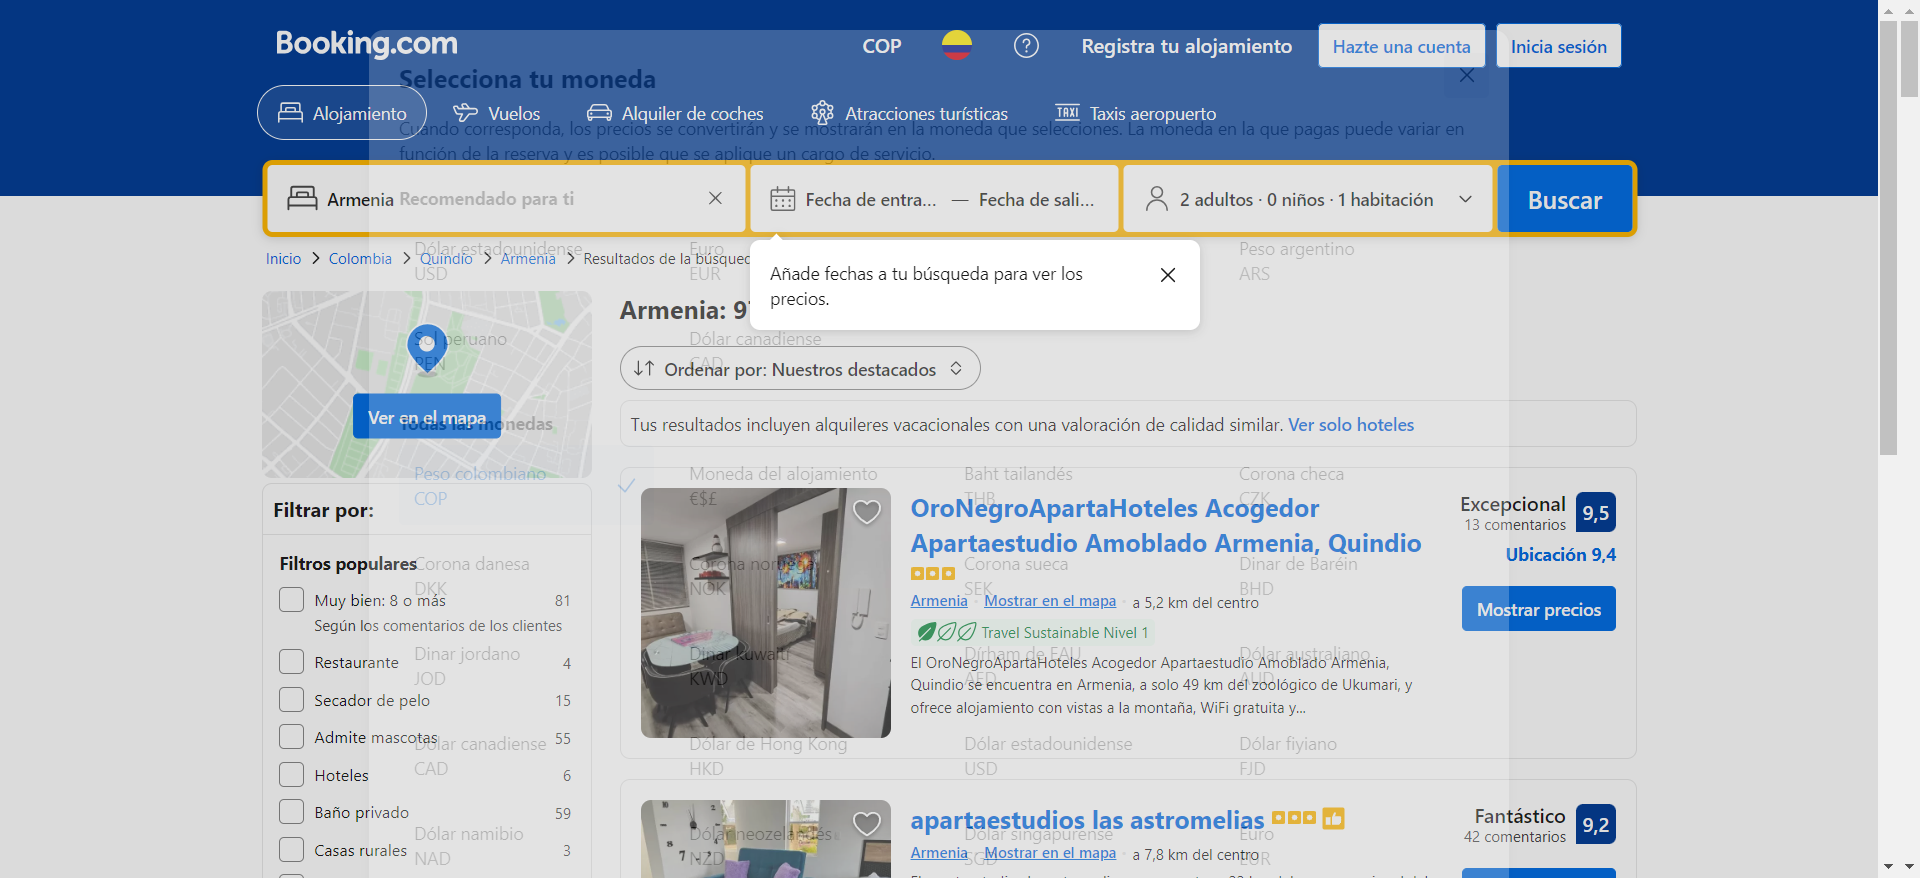 Booking.com
COP
Registra tu alojamiento
Hazte una cuenta
Inicia sesión
Selecciona tu moneda
Alojamiento
Vuelos
Alquiler de coches
Atracciones turísticas
TAXI
Taxis aeropuerto
Cuando corresponda, los precios se convertirán y se mostrarán en la moneda que selecciones. La moneda en la que pagas puede variar en
función de la reserva y es posible que se aplique un cargo de servicio.
Armenia
Recomendado para ti
Fecha de entra... — Fecha de sali...
2 adultos · 0 niños · 1 habitación
Buscar
Dólar estadounidense
USD
Euro
EUR
Peso argentino
ARS
Inicio
Colombia
Quindío
Armenia
Resultados de la búsqued
Añade fechas a tu búsqueda para ver los
precios.
Armenia: 97
Sol peruano
PEN
Dólar canadiense
CAD
Ordenar por: Nuestros destacados
Ver en el mapa
Todas las monedas
Tus resultados incluyen alquileres vacacionales con una valoración de calidad similar. Ver solo hoteles
Peso colombiano
COP
Moneda del alojamiento
€$£
Baht tailandés
THB
Corona checa
CZK
Filtrar por:
Filtros populares
Muy bien: 8 o más 81
Según los comentarios de los clientes
Restaurante 4
Secador de pelo 15
Admite mascotas 55
Hoteles 6
Baño privado 59
Casas rurales 3
Corona danesa
DKK
Corona noruega
NOK
Corona sueca
SEK
Dinar de Baréin
BHD
Dinar jordano
JOD
Dinar kuwaití
KWD
Dírham de EAU
AED
Dólar australiano
AUD
Dólar canadiense
CAD
Dólar de Hong Kong
HKD
Dólar estadounidense
USD
Dólar fiyiano
FJD
Dólar namibio
NAD
Dólar neozelandés
NZD
Dólar singapurense
SGD
Euro
EUR
OroNegroApartaHoteles Acogedor
Apartaestudio Amoblado Armenia, Quindio
Excepcional
13 comentarios
9,5
Ubicación 9,4
Armenia · Mostrar en el mapa · a 5,2 km del centro
Travel Sustainable Nivel 1
El OroNegroApartaHoteles Acogedor Apartaestudio Amoblado Armenia,
Quindio se encuentra en Armenia, a solo 49 km del zoológico de Ukumari, y
ofrece alojamiento con vistas a la montaña, WiFi gratuita y...
Mostrar precios
apartaestudios las astromelias
Fantástico
42 comentarios
9,2
Armenia · Mostrar en el mapa · a 7,8 km del centro